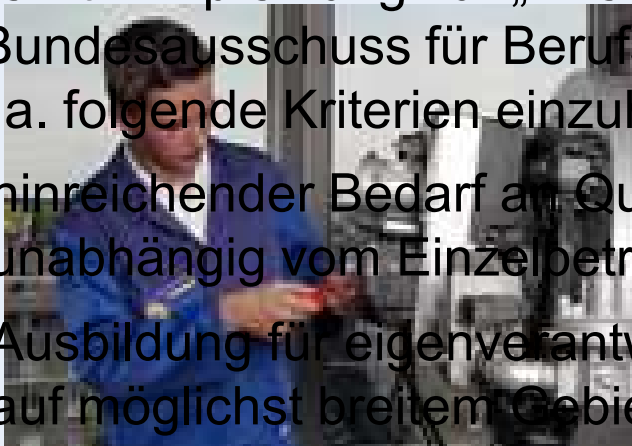 Bundesausschuss für Beruf
a. folgende Kriterien einzu
hinreichender Bedarf an Qu
unabhängig vom Einzelbetr
Ausbildung für eigenverantw
auf möglichst breitem Gebie